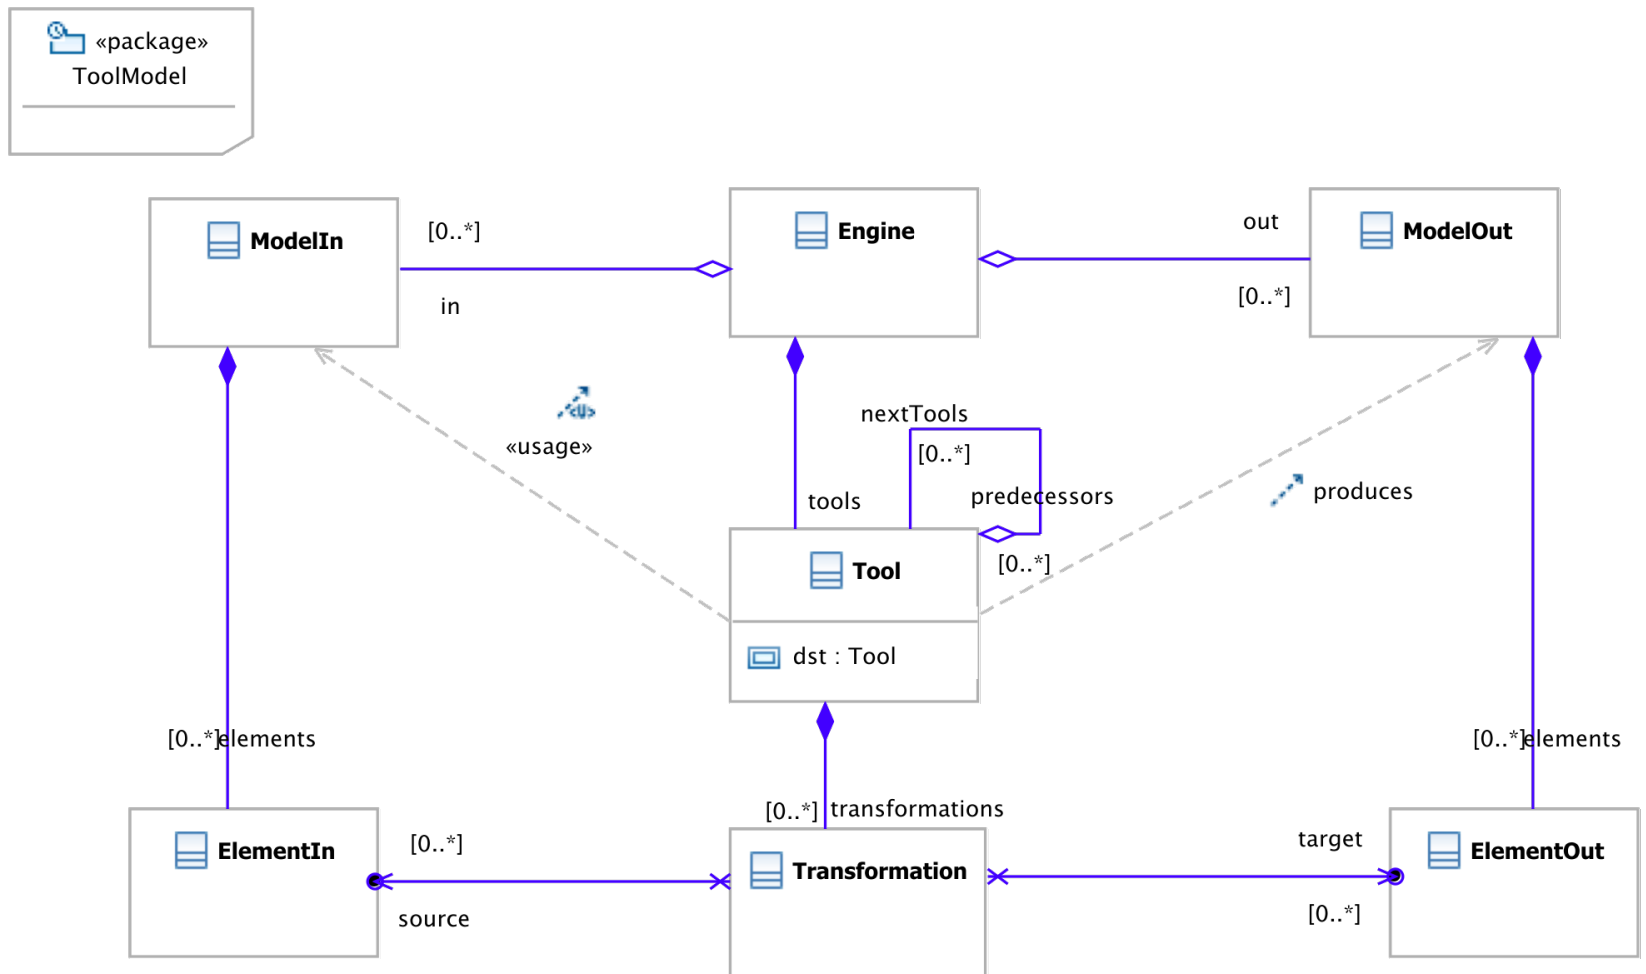 «package»
ToolModel
ModelIn
[0..*]
in
Engine
out
[0..*]
ModelOut
<U>
«usage»
nextTools
[0..*]
predecessors
[0..*]
tools
produces
Tool
dst : Tool
[0..*]
elements
[0..*]
elements
[0..*]
transformations
ElementIn
[0..*]
source
Transformation
target
[0..*]
ElementOut